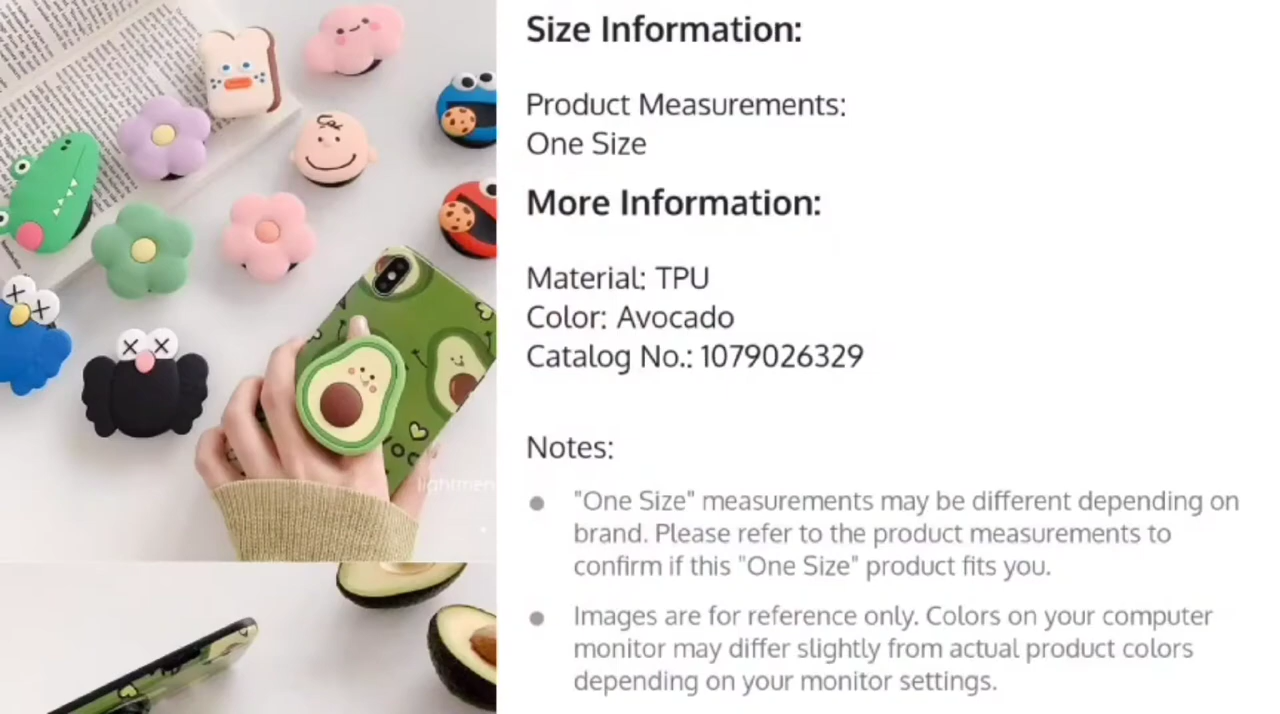 Size Information:
Product Measurements:
One Size
More Information:
Material: TPU
Color: Avocado
Catalog No.: 1079026329
Notes:
"One Size" measurements may be different depending on
brand. Please refer to the product measurements to
confirm if this "One Size" product fits you.
Images are for reference only. Colors on your computer
monitor may differ slightly from actual product colors
depending on your monitor settings.